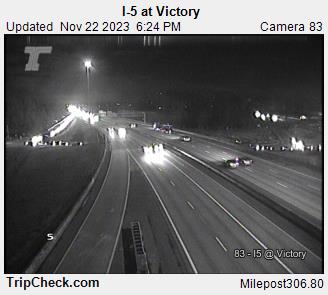 I-5 at Victory
Updated Nov 22 2023 6:24 PM Camera 83
T
S
83 - I5 @ Victory
TripCheck.com Milepost306.80